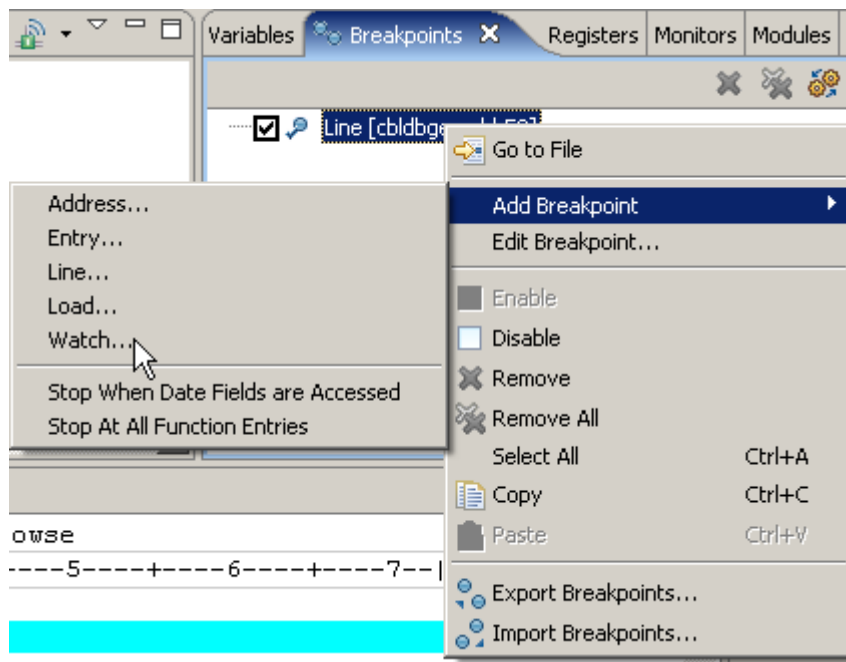 Variables Breakpoints Registers Monitors Modules
Line [cbldbge
Go to File
Add Breakpoint
Edit Breakpoint...
Enable
Disable
Remove
Remove All
Select All Ctrl+A
Copy Ctrl+C
Paste Ctrl+V
Export Breakpoints...
Import Breakpoints...
Address...
Entry...
Line...
Load...
Watch...
Stop When Date Fields are Accessed
Stop At All Function Entries
owse
----5----+----6----+----7--|